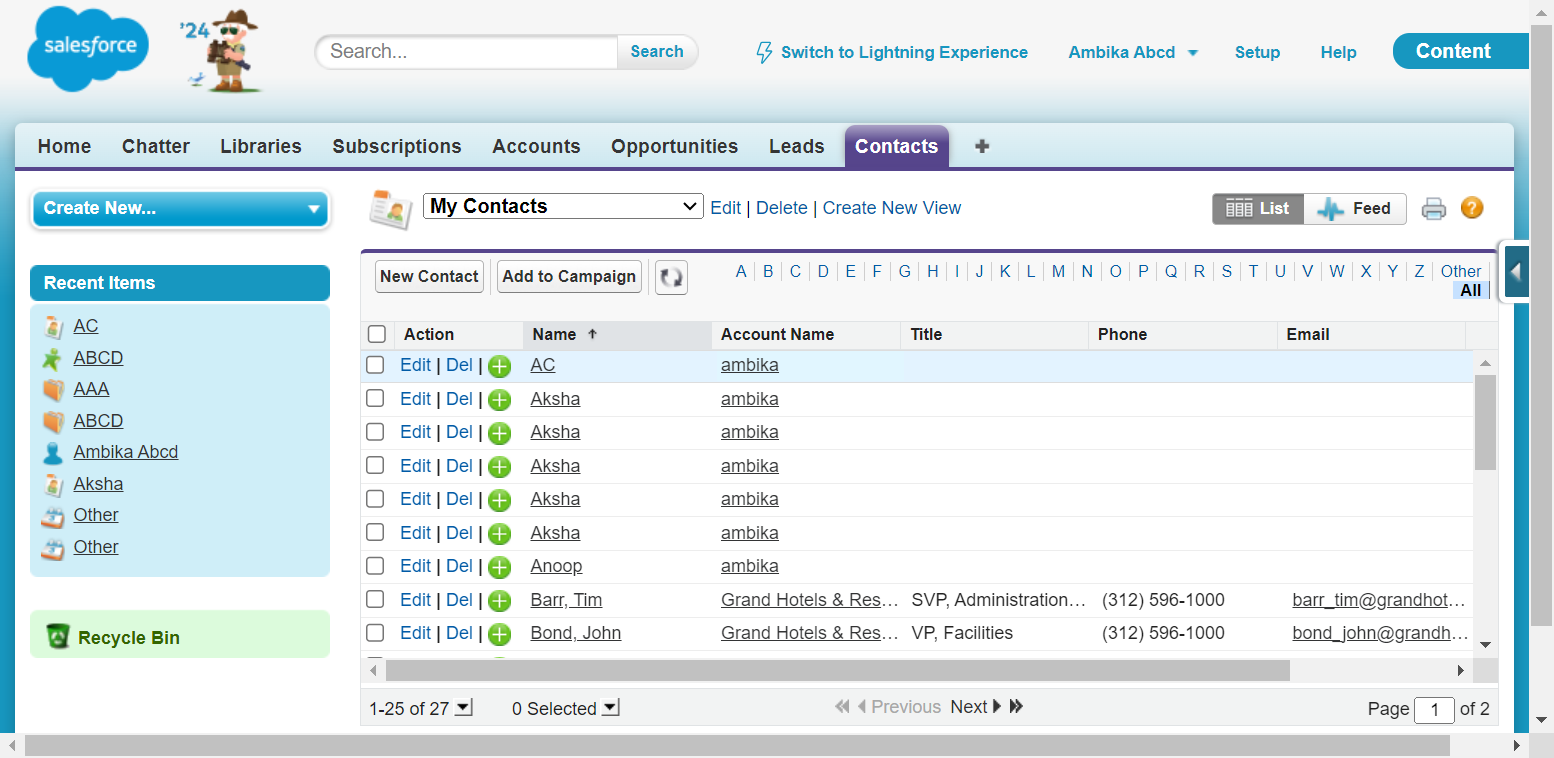 salesforce '24 Search... Search Switch to Lightning Experience Ambika Abcd Setup Help Content
Home Chatter Libraries Subscriptions Accounts Opportunities Leads Contacts
Create New...
Recent Items
AC
ABCD
AAA
ABCD
Ambika Abcd
Aksha
Other
Other
Recycle Bin
My Contacts Edit | Delete | Create New View List Feed ?
New Contact Add to Campaign A B C D E F G H I J K L M N O P Q R S T U V W X Y Z Other
All
Action Name Account Name Title Phone Email
Edit | Del | AC ambika
Edit | Del | Aksha ambika
Edit | Del | Aksha ambika
Edit | Del | Aksha ambika
Edit | Del | Aksha ambika
Edit | Del | Aksha ambika
Edit | Del | Anoop ambika
Edit | Del | Barr, Tim Grand Hotels & Res... SVP, Administration... (312) 596-1000 barr_tim@grandhot...
Edit | Del | Bond, John Grand Hotels & Res... VP, Facilities (312) 596-1000 bond_john@grandh...
1-25 of 27 0 Selected Previous Next Page 1 of 2